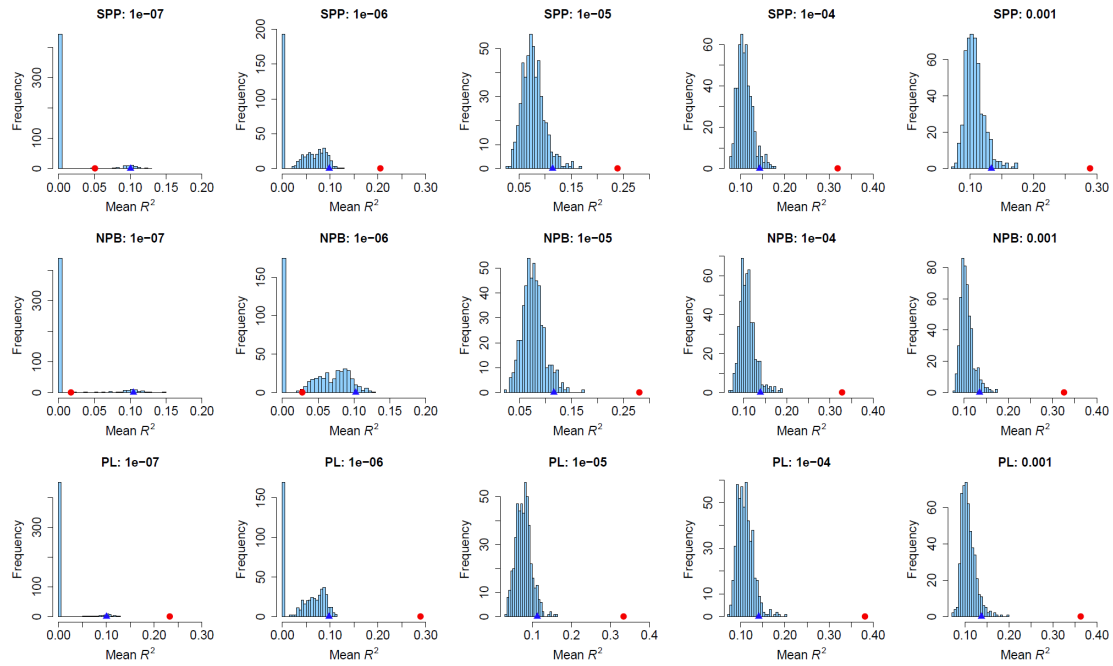 SPP: 1e−07 SPP: 1e−06 SPP: 1e−05 SPP: 1e−04 SPP: 0.001
Frequency Frequency Frequency Frequency Frequency
100 300
0 50 100 150 200
0 10 30 50
0 20 40 60
0 20 40 60
0.00 0.05 0.10 0.15 0.20
0.00 0.10 0.20 0.30
0.05 0.15 0.25
0.10 0.20 0.30 0.40
0.10 0.20 0.30
Mean R² Mean R² Mean R² Mean R² Mean R²
NPB: 1e−07 NPB: 1e−06 NPB: 1e−05 NPB: 1e−04 NPB: 0.001
Frequency Frequency Frequency Frequency Frequency
0 100 300
0 50 100 150
0 10 30 50
0 20 40 60
0 20 40 60 80
0.00 0.05 0.10 0.15 0.20
0.00 0.05 0.10 0.15 0.20
0.05 0.15 0.25
0.10 0.20 0.30 0.40
0.10 0.20 0.30 0.40
Mean R² Mean R² Mean R² Mean R² Mean R²
PL: 1e−07 PL: 1e−06 PL: 1e−05 PL: 1e−04 PL: 0.001
Frequency Frequency Frequency Frequency Frequency
0 100 300
0 50 100 150
0 10 30 50
0 10 30 50
0 20 40 60
0.00 0.10 0.20 0.30
0.00 0.10 0.20 0.30
0.1 0.2 0.3 0.4
0.10 0.20 0.30 0.40
0.10 0.20 0.30 0.40
Mean R² Mean R² Mean R² Mean R² Mean R²